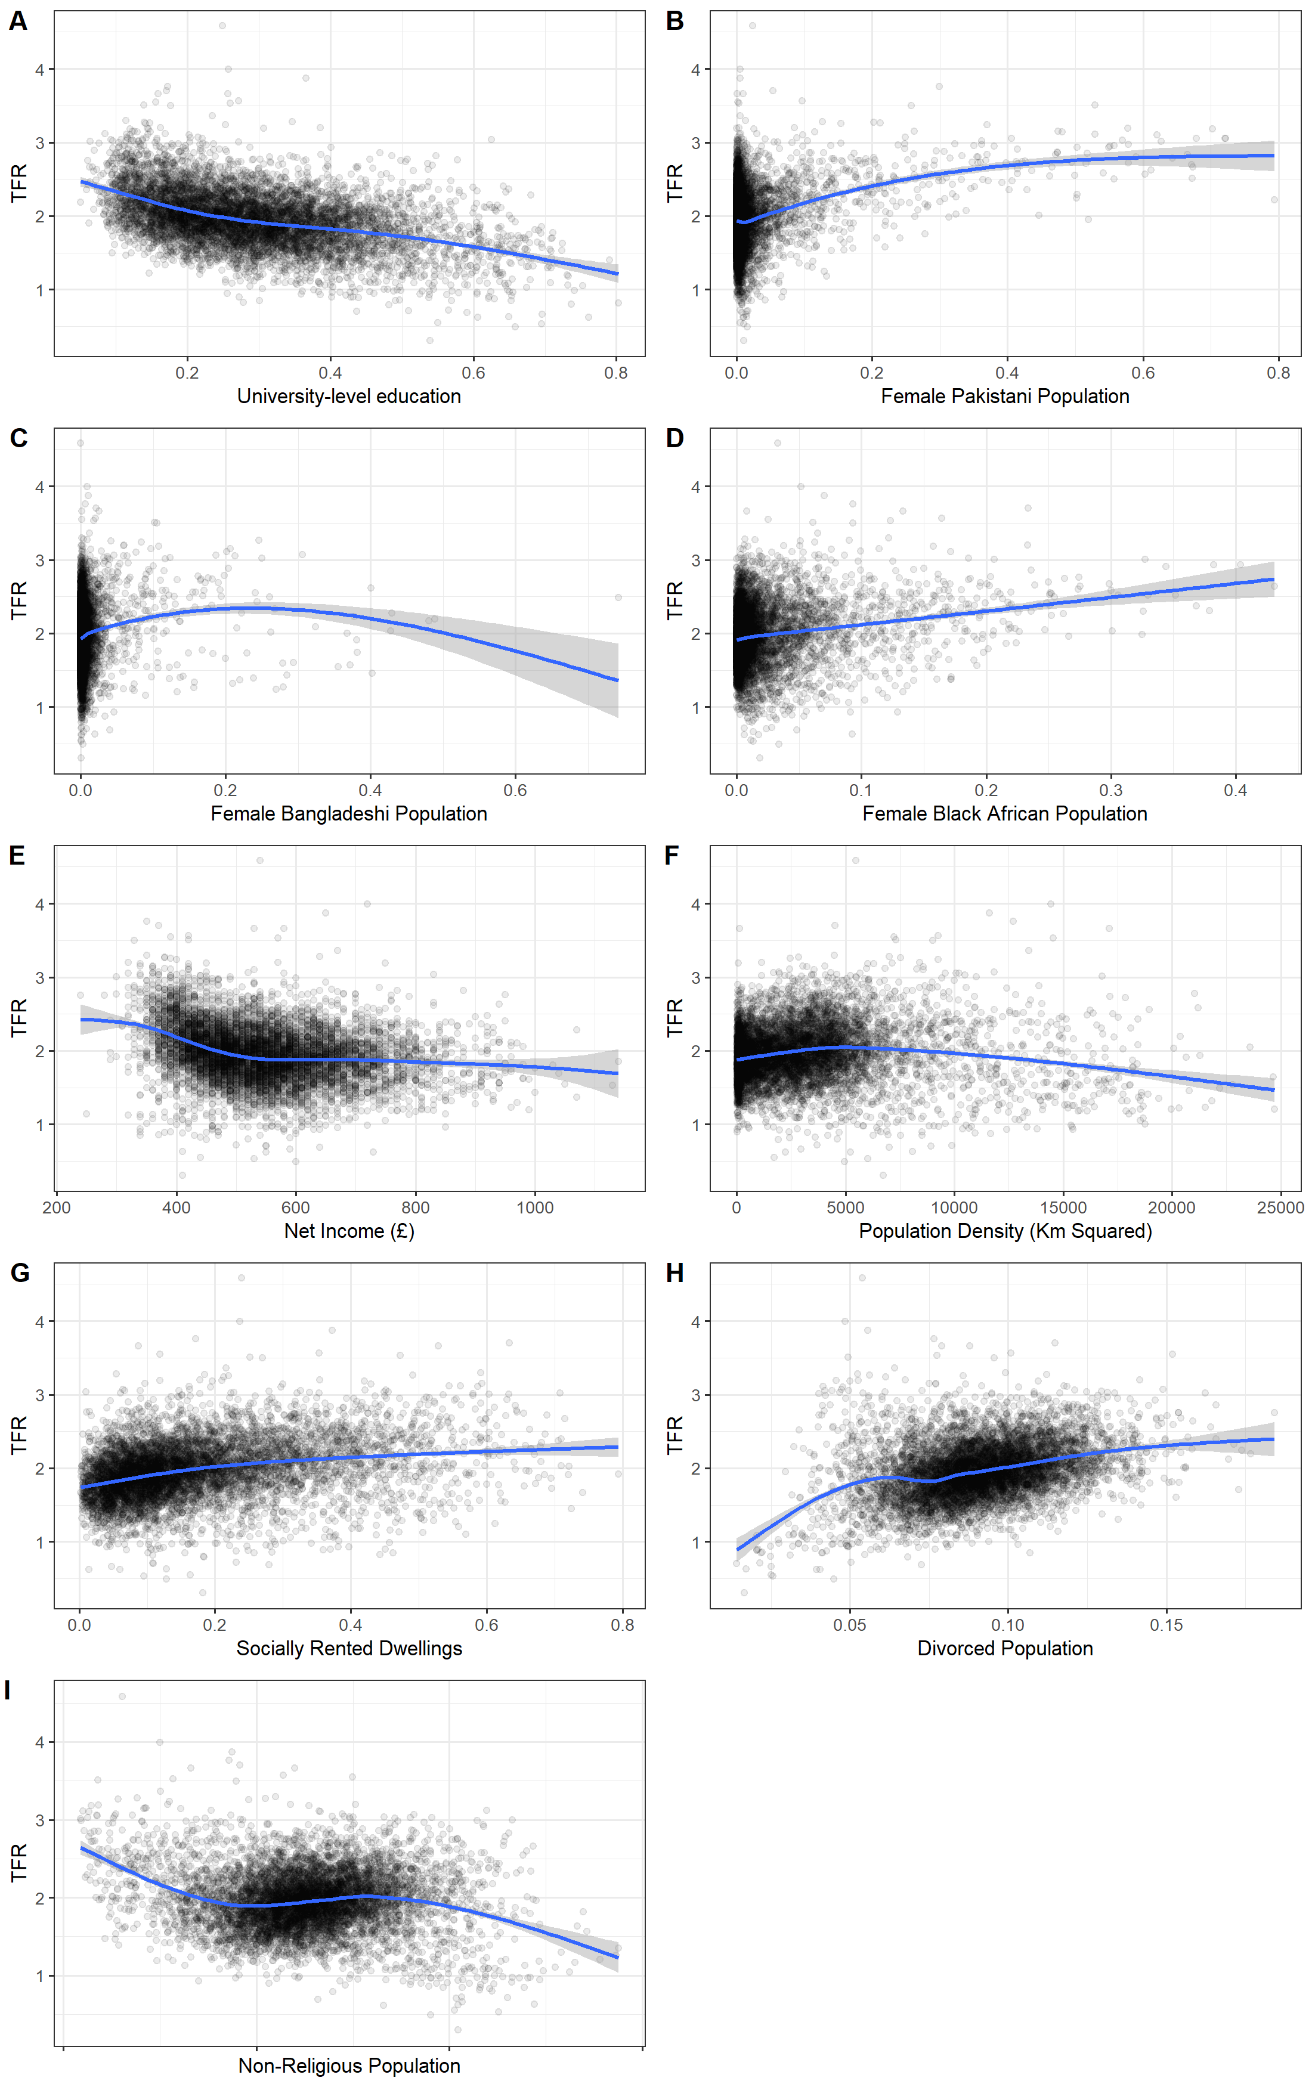 A
B
TFR
4
3
2
1
0.2
0.4
0.6
0.8
University-level education
TFR
4
3
2
1
0.0
0.2
0.4
0.6
0.8
Female Pakistani Population
C
D
TFR
4
3
2
1
0.0
0.2
0.4
0.6
Female Bangladeshi Population
TFR
4
3
2
1
0.0
0.1
0.2
0.3
0.4
Female Black African Population
E
F
TFR
4
3
2
1
200
400
600
800
1000
Net Income (£)
TFR
4
3
2
1
0
5000
10000
15000
20000
25000
Population Density (Km Squared)
G
H
TFR
4
3
2
1
0.0
0.2
0.4
0.6
0.8
Socially Rented Dwellings
TFR
4
3
2
1
0.05
0.10
0.15
Divorced Population
I
TFR
4
3
2
1
Non-Religious Population